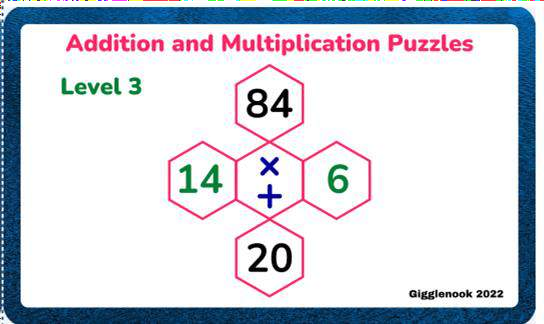 Addition and Multiplication Puzzles
Level 3
84
14 × 6
+
20
Gigglenook 2022